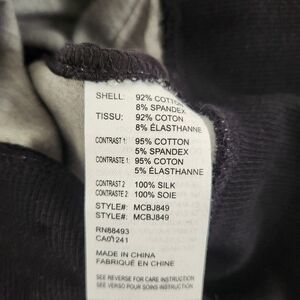 SHELL: 92% COTTON
8% SPANDEX
TISSU: 92% COTON
8% ÉLASTHANNE
CONTRAST 1: 95% COTTON
5% SPANDEX
CONTRASTE 1: 95% COTON
5% ÉLASTHANNE
CONTRAST 2 100% SILK
CONTRASTE 2 100% SOIE
STYLE#: MCBJ849
STYLE#: MCBJ849
RN88493
CA01241
MADE IN CHINA
FABRIQUÉ EN CHINE
SEE REVERSE FOR CARE INSTRUCTION
SEE VERSO POUR SOINS INSTRUCTION